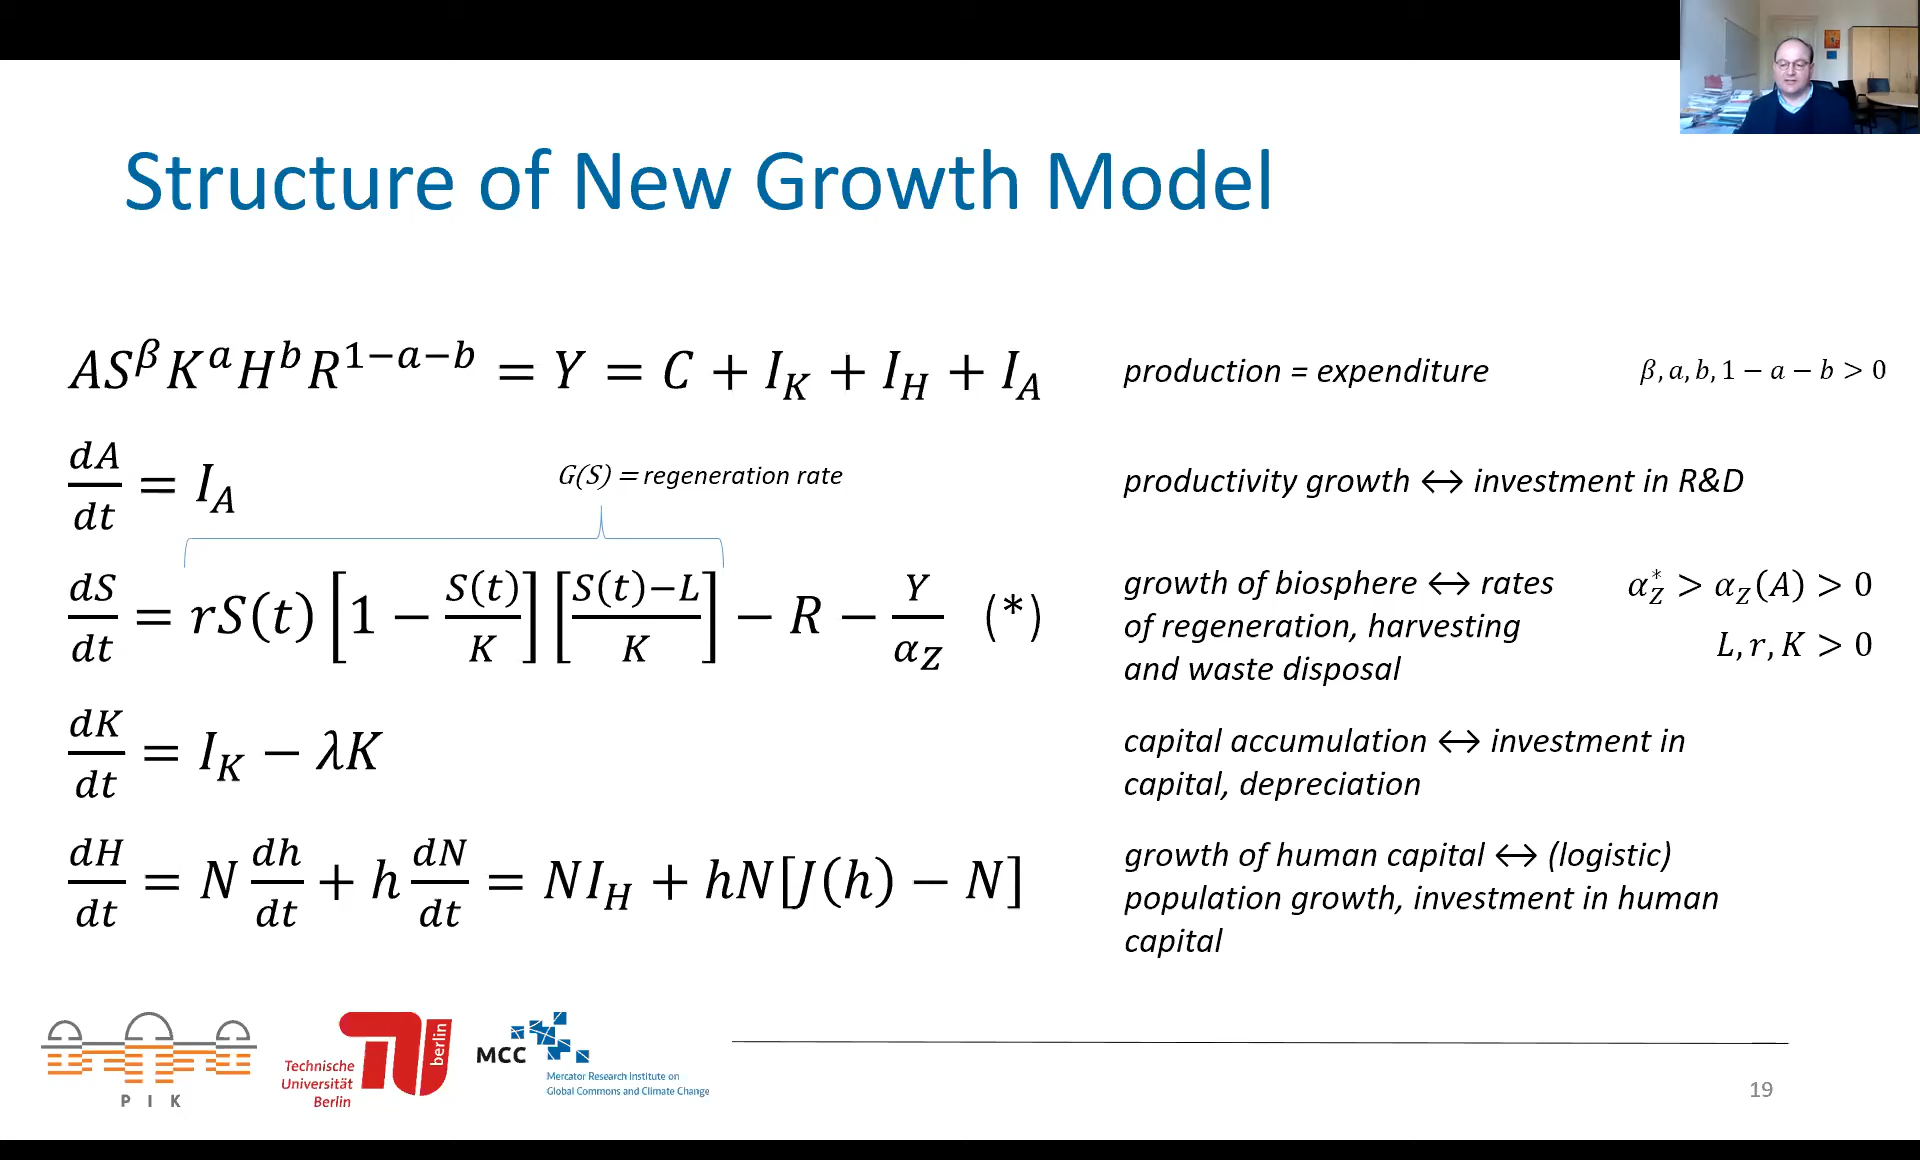 Structure of New Growth Model
AS^β K^a H^b R^{1−a−b} = Y = C + I_K + I_H + I_A
production = expenditure
β, a, b, 1 − a − b > 0
dA/dt = I_A
G(S) = regeneration rate
productivity growth ↔ investment in R&D
dS/dt = rS(t) [1 − S(t)/K] [(S(t)−L)/K] − R − Y/α_Z (*)
growth of biosphere ↔ rates
of regeneration, harvesting
and waste disposal
α_Z^* > α_Z(A) > 0
L, r, K > 0
dK/dt = I_K − λK
capital accumulation ↔ investment in
capital, depreciation
dH/dt = N dh/dt + h dN/dt = NI_H + hN[J(h) − N]
growth of human capital ↔ (logistic)
population growth, investment in human
capital
P I K
Technische
Universität
Berlin
berlin
MCC
Mercator Research Institute on
Global Commons and Climate Change
19